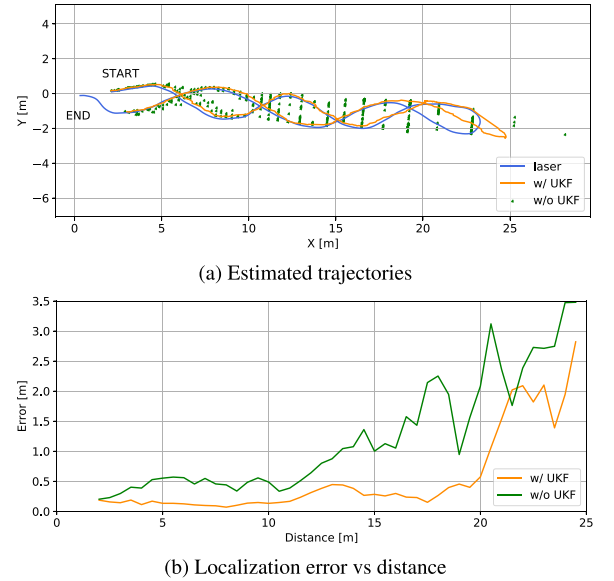 4
2
0
−2
−4
−6
Y [m]
START
END
laser
w/ UKF
w/o UKF
0 5 10 15 20 25
X [m]
(a) Estimated trajectories
3.5
3.0
2.5
2.0
1.5
1.0
0.5
0.0
Error [m]
w/ UKF
w/o UKF
0 5 10 15 20 25
Distance [m]
(b) Localization error vs distance